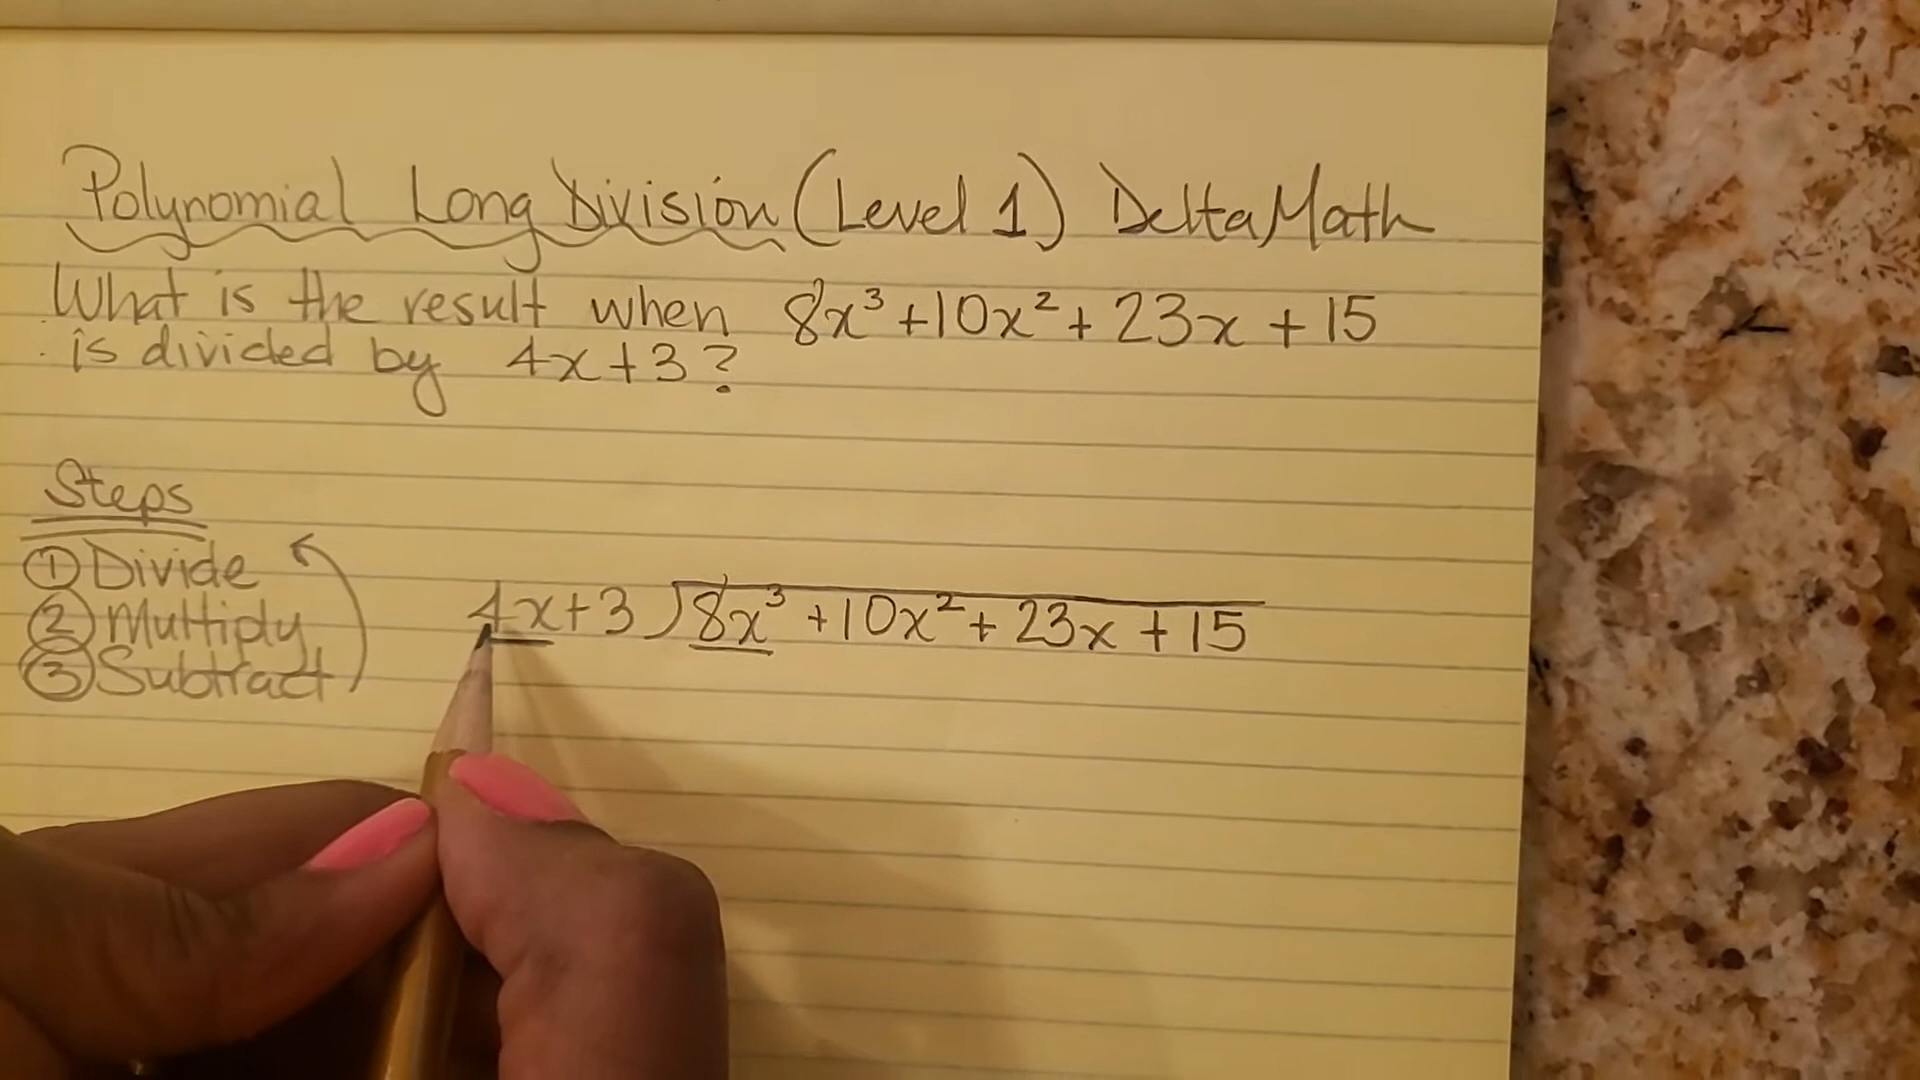 Polynomial Long Division (Level 1) DeltaMath
What is the result when 8x³+10x²+23x+15
is divided by 4x+3?
Steps
① Divide
② Multiply
③ Subtract
4x+3)8x³+10x²+23x+15